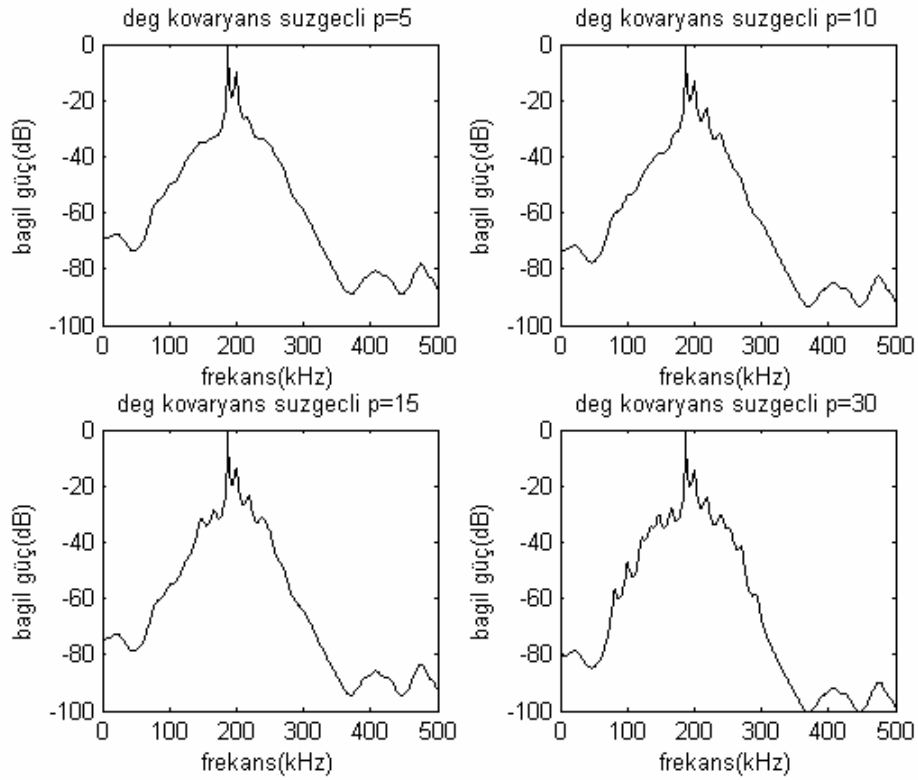 deg kovaryans suzgecli p=5
0
-20
-40
-60
-80
-100
bagil güç(dB)
0 100 200 300 400 500
frekans(kHz)
deg kovaryans suzgecli p=10
0
-20
-40
-60
-80
-100
bagil güç(dB)
0 100 200 300 400 500
frekans(kHz)
deg kovaryans suzgecli p=15
0
-20
-40
-60
-80
-100
bagil güç(dB)
0 100 200 300 400 500
frekans(kHz)
deg kovaryans suzgecli p=30
0
-20
-40
-60
-80
-100
bagil güç(dB)
0 100 200 300 400 500
frekans(kHz)